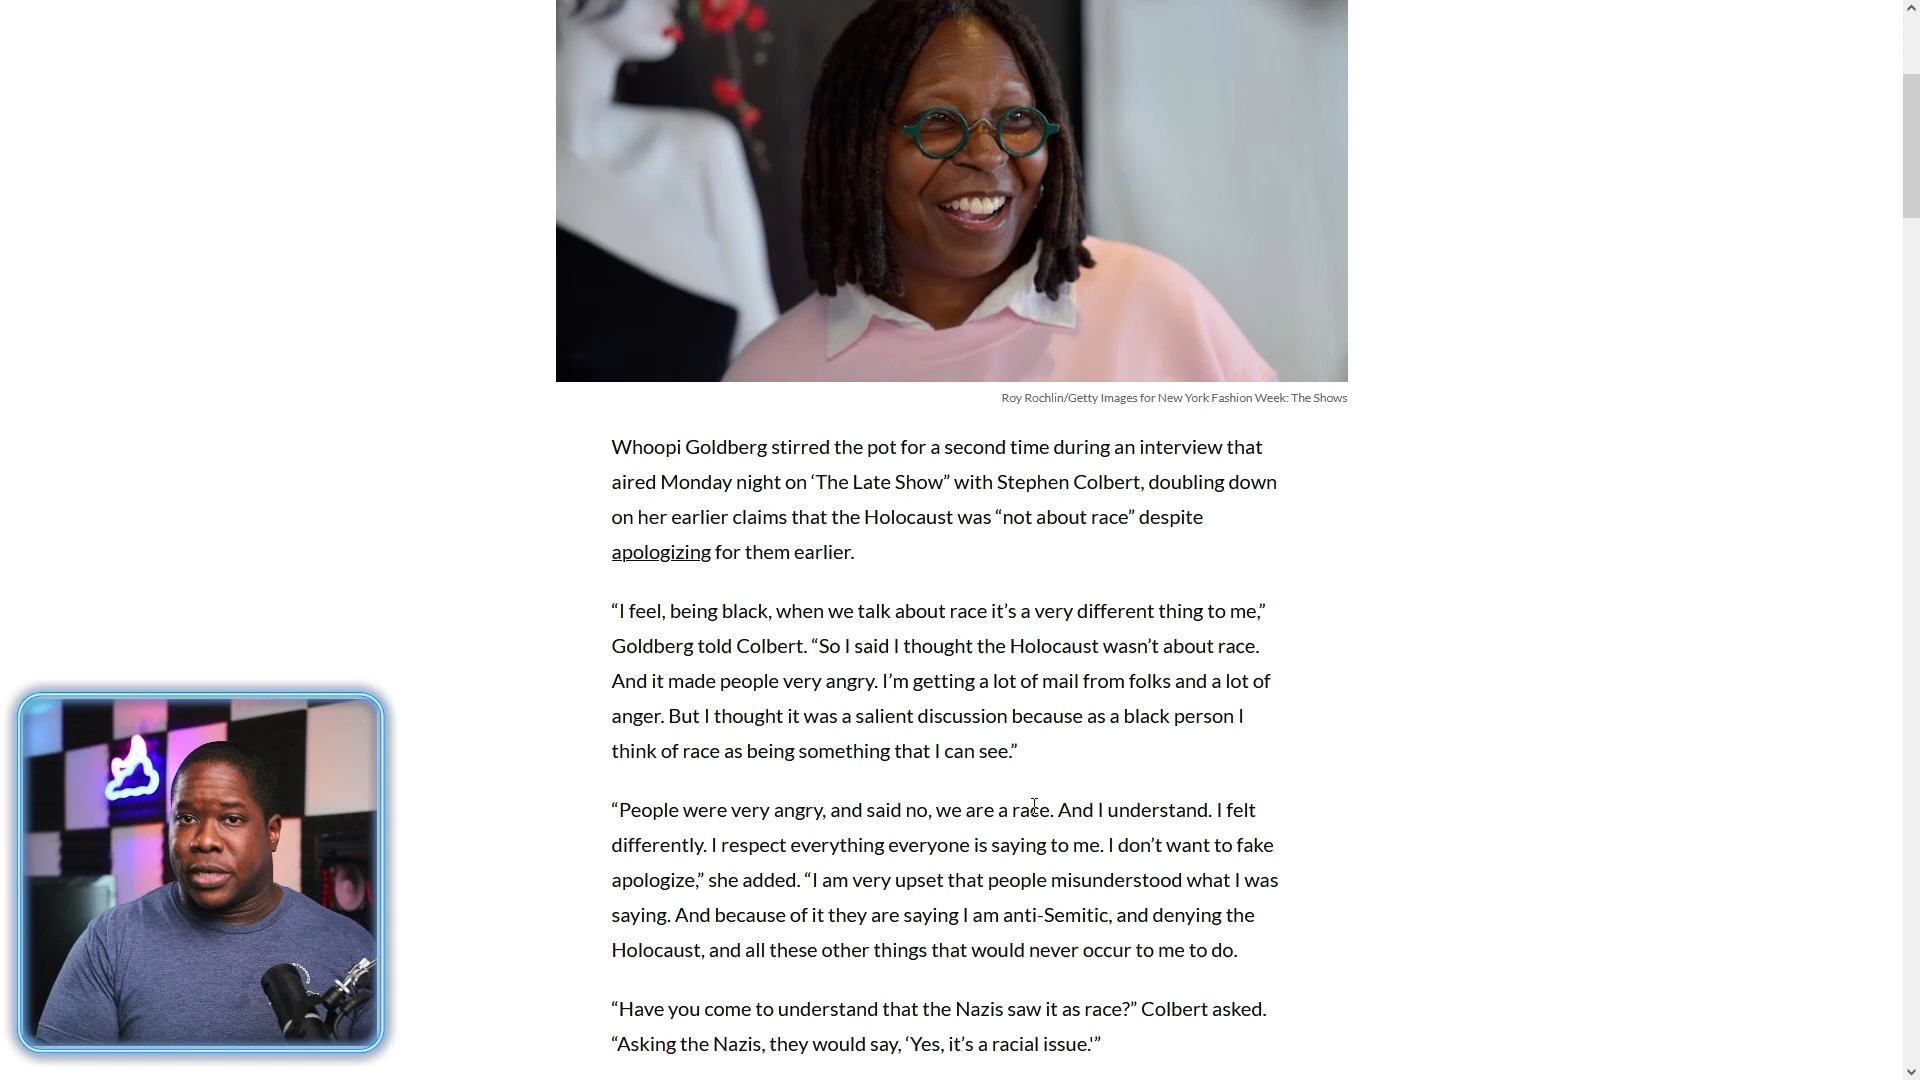 Roy Rochlin/Getty Images for New York Fashion Week: The Shows
Whoopi Goldberg stirred the pot for a second time during an interview that
aired Monday night on ‘The Late Show” with Stephen Colbert, doubling down
on her earlier claims that the Holocaust was “not about race” despite
apologizing for them earlier.
“I feel, being black, when we talk about race it’s a very different thing to me,”
Goldberg told Colbert. “So I said I thought the Holocaust wasn’t about race.
And it made people very angry. I’m getting a lot of mail from folks and a lot of
anger. But I thought it was a salient discussion because as a black person I
think of race as being something that I can see.”
“People were very angry, and said no, we are a race. And I understand. I felt
differently. I respect everything everyone is saying to me. I don’t want to fake
apologize,” she added. “I am very upset that people misunderstood what I was
saying. And because of it they are saying I am anti-Semitic, and denying the
Holocaust, and all these other things that would never occur to me to do.
“Have you come to understand that the Nazis saw it as race?” Colbert asked.
“Asking the Nazis, they would say, ‘Yes, it’s a racial issue.'”